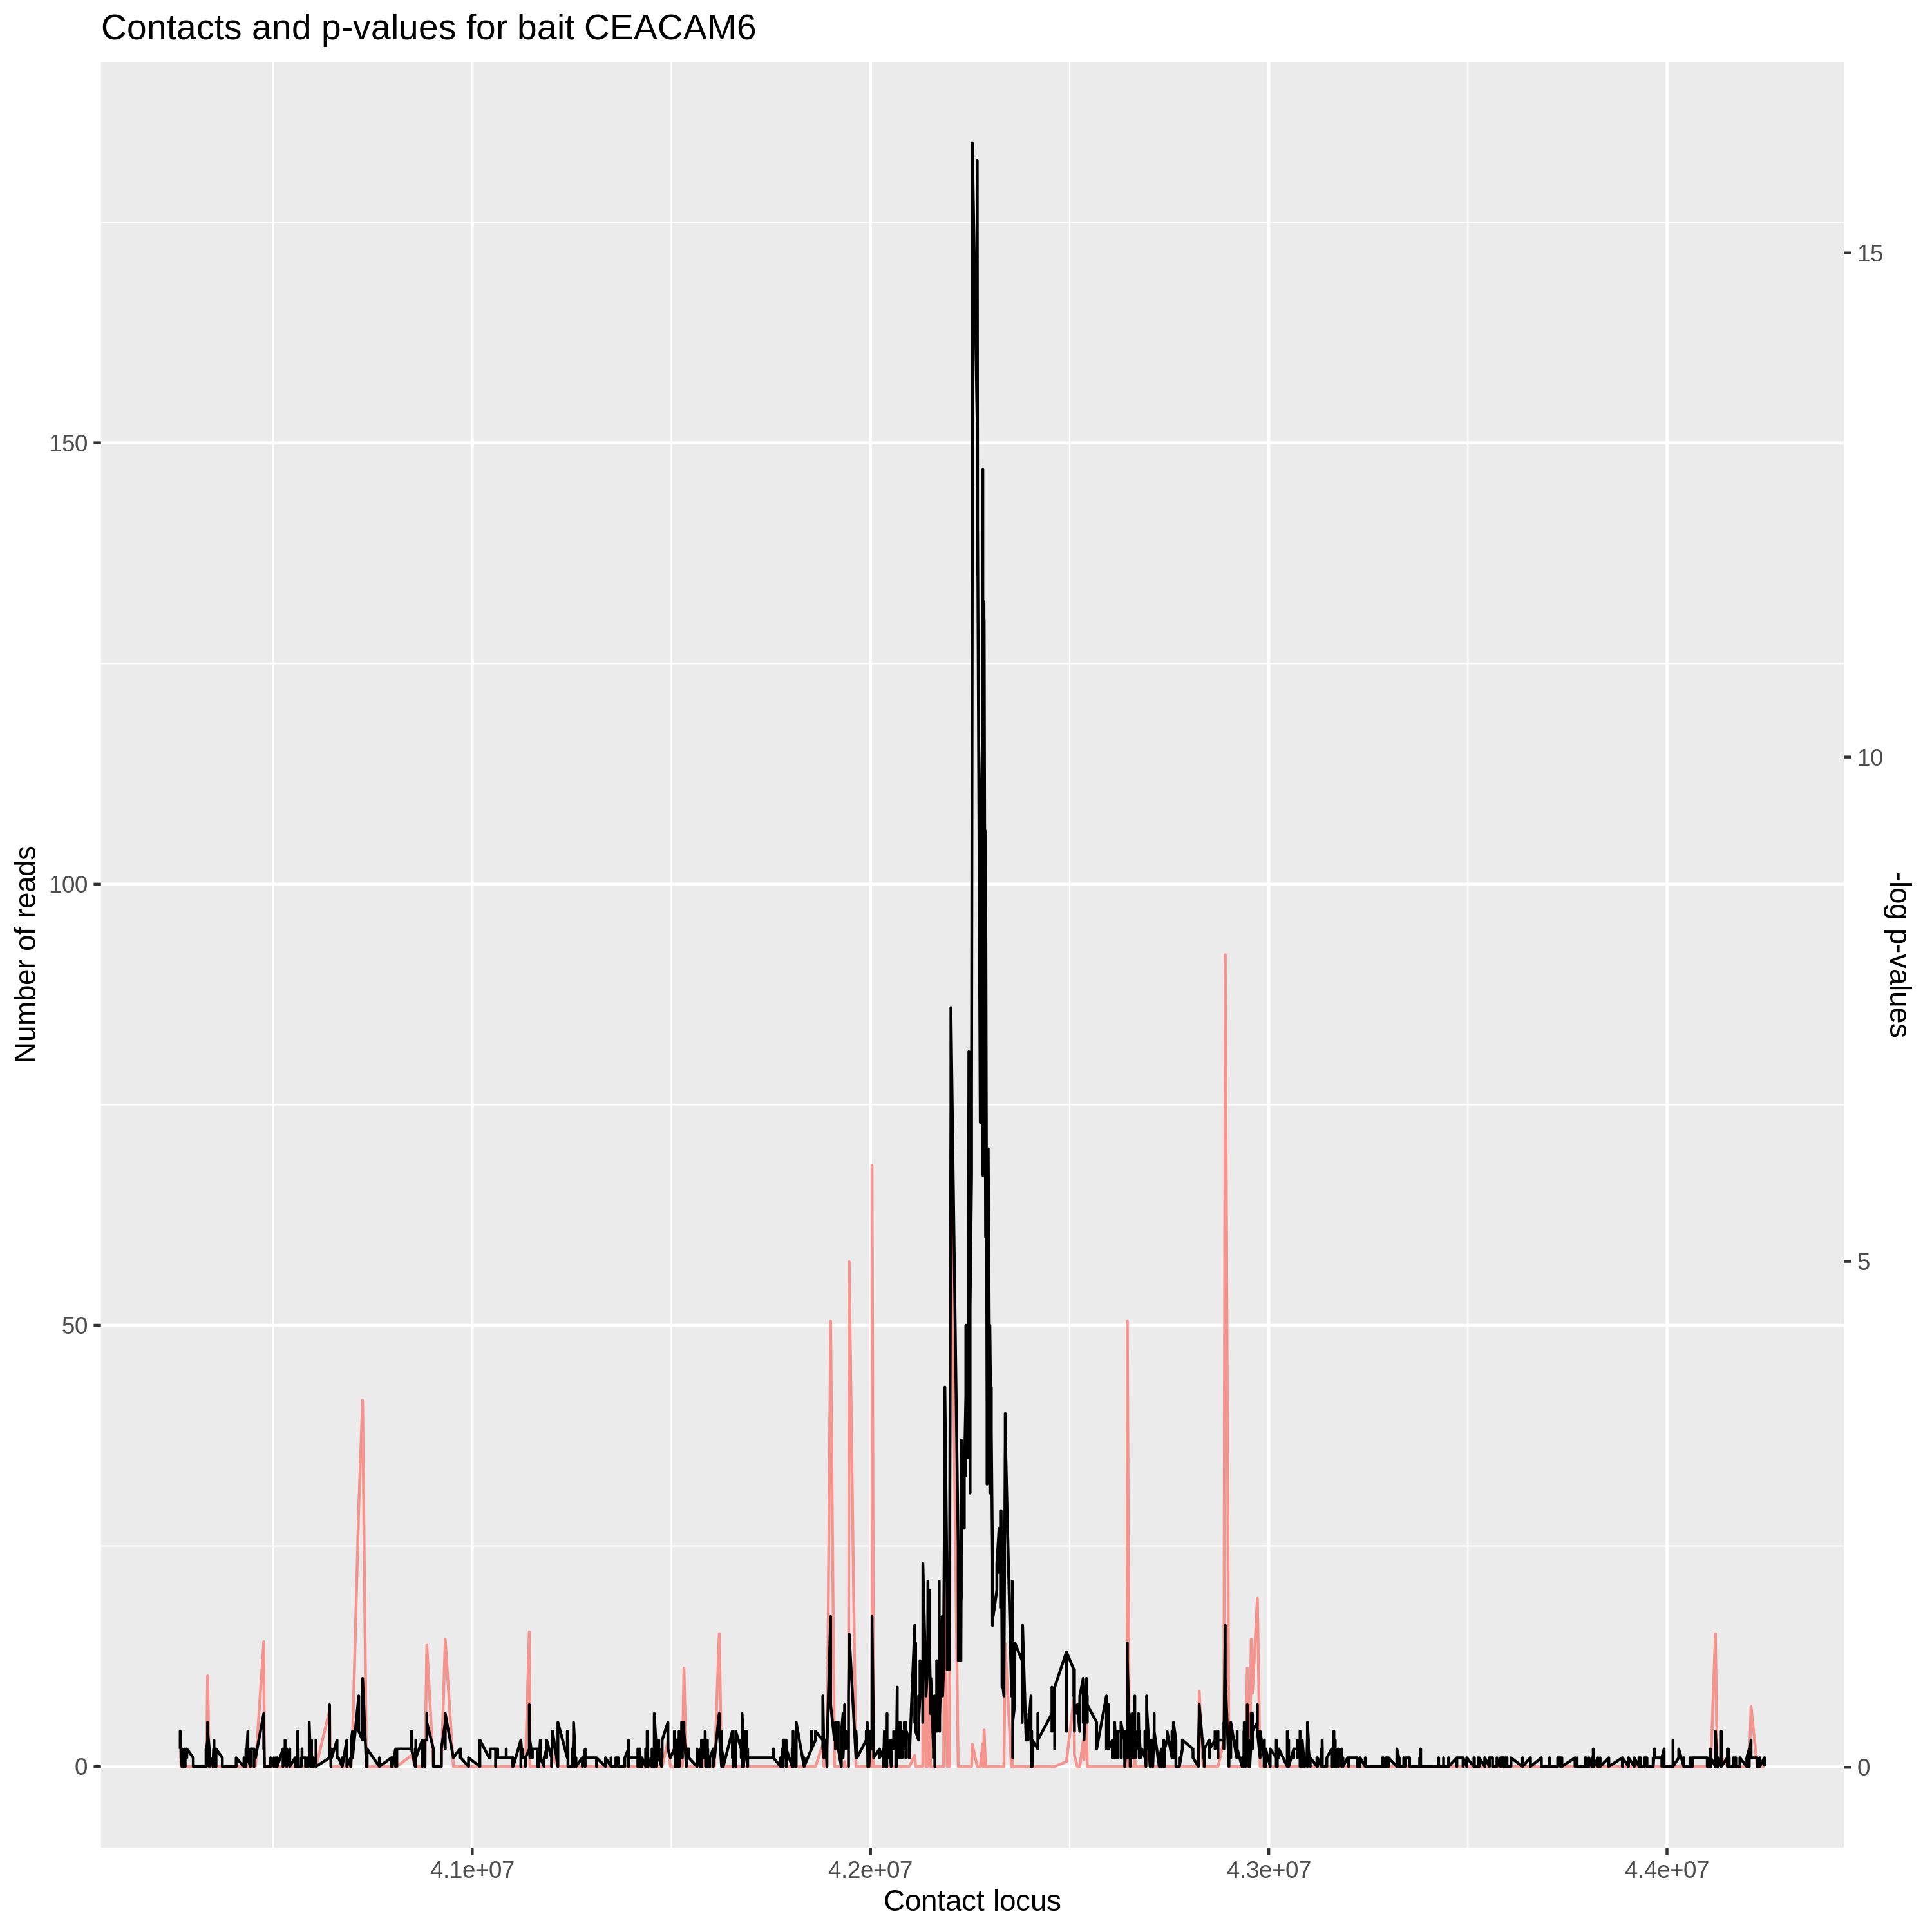 Contacts and p-values for bait CEACAM6
Number of reads
150
100
50
0
15
10
5
0
-log p-values
4.1e+07
4.2e+07
4.3e+07
4.4e+07
Contact locus